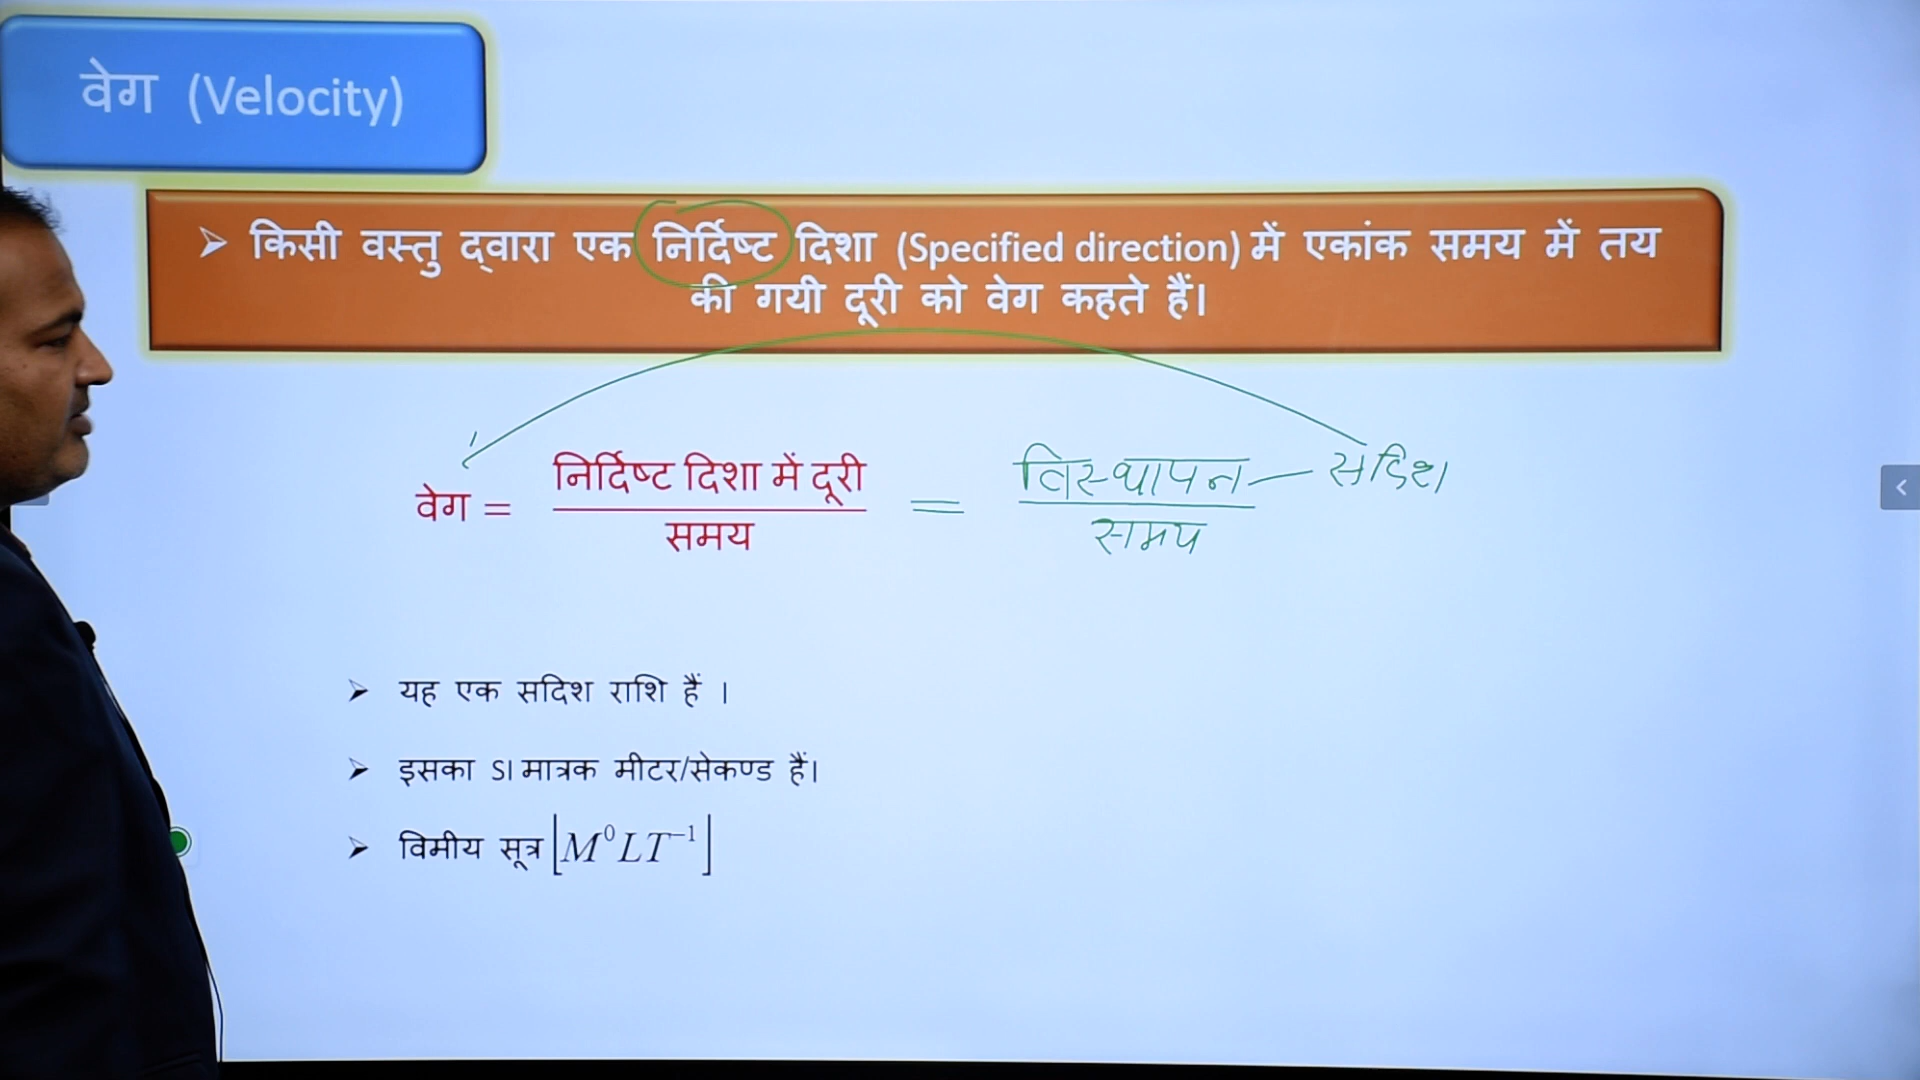 वेग (Velocity)
➢ किसी वस्तु द्वारा एक निर्दिष्ट दिशा (Specified direction) में एकांक समय में तय
की गयी दूरी को वेग कहते हैं।
वेग = निर्दिष्ट दिशा में दूरी / समय = विस्थापन / समय — सदिश
➢ यह एक सदिश राशि हैं ।
➢ इसका SI मात्रक मीटर/सेकण्ड हैं।
➢ विमीय सूत्र [M⁰LT⁻¹]